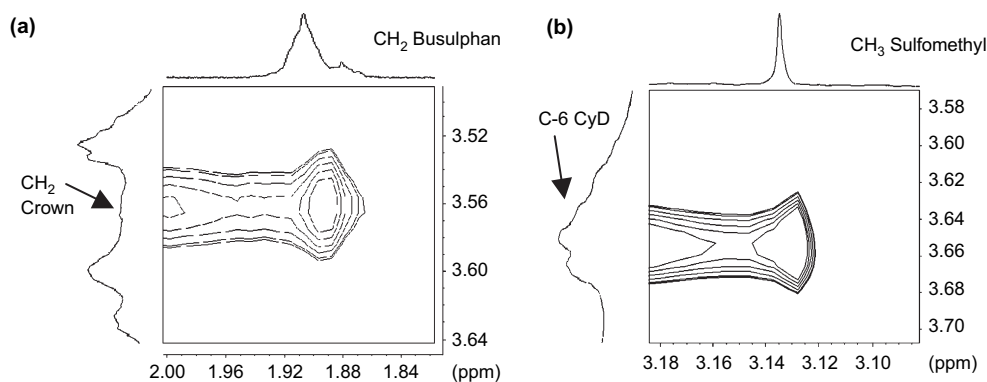 (a)
CH2 Busulphan
CH2
Crown
3.52
3.56
3.60
3.64
2.00 1.96 1.92 1.88 1.84 (ppm)
(b)
CH3 Sulfomethyl
C-6 CyD
3.58
3.60
3.62
3.64
3.66
3.68
3.70
3.18 3.16 3.14 3.12 3.10 (ppm)